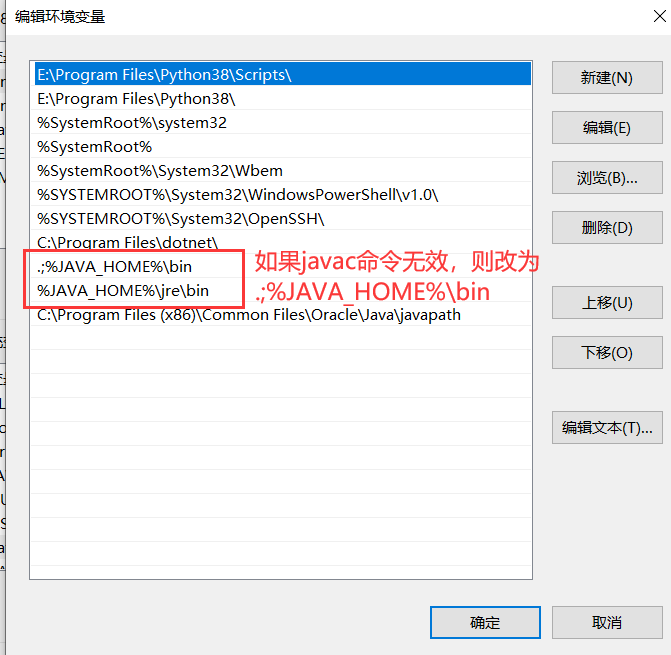 编辑环境变量
E:\Program Files\Python38\Scripts\
E:\Program Files\Python38\
%SystemRoot%\system32
%SystemRoot%
%SystemRoot%\System32\Wbem
%SYSTEMROOT%\System32\WindowsPowerShell\v1.0\
%SYSTEMROOT%\System32\OpenSSH\
C:\Program Files\dotnet\
.;%JAVA_HOME%\bin
%JAVA_HOME%\jre\bin
C:\Program Files (x86)\Common Files\Oracle\Java\javapath
如果javac命令无效，则改为
.;%JAVA_HOME%\bin
新建(N)
编辑(E)
浏览(B)...
删除(D)
上移(U)
下移(O)
编辑文本(T)...
确定
取消